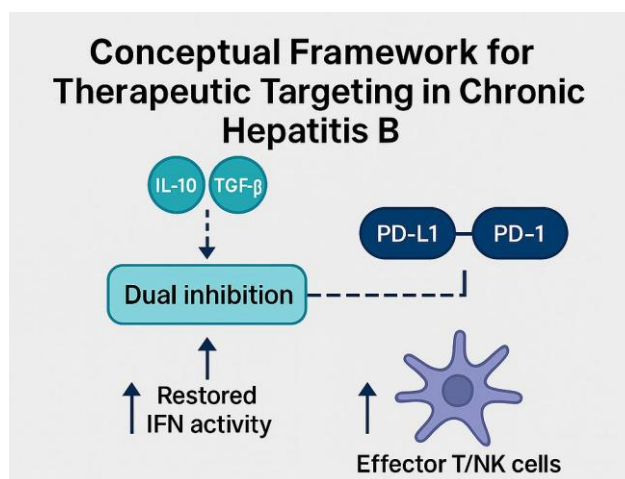 Conceptual Framework for
Therapeutic Targeting in Chronic
Hepatitis B
IL-10 TGF-β
PD-L1 PD-1
Dual inhibition
Restored
IFN activity
Effector T/NK cells